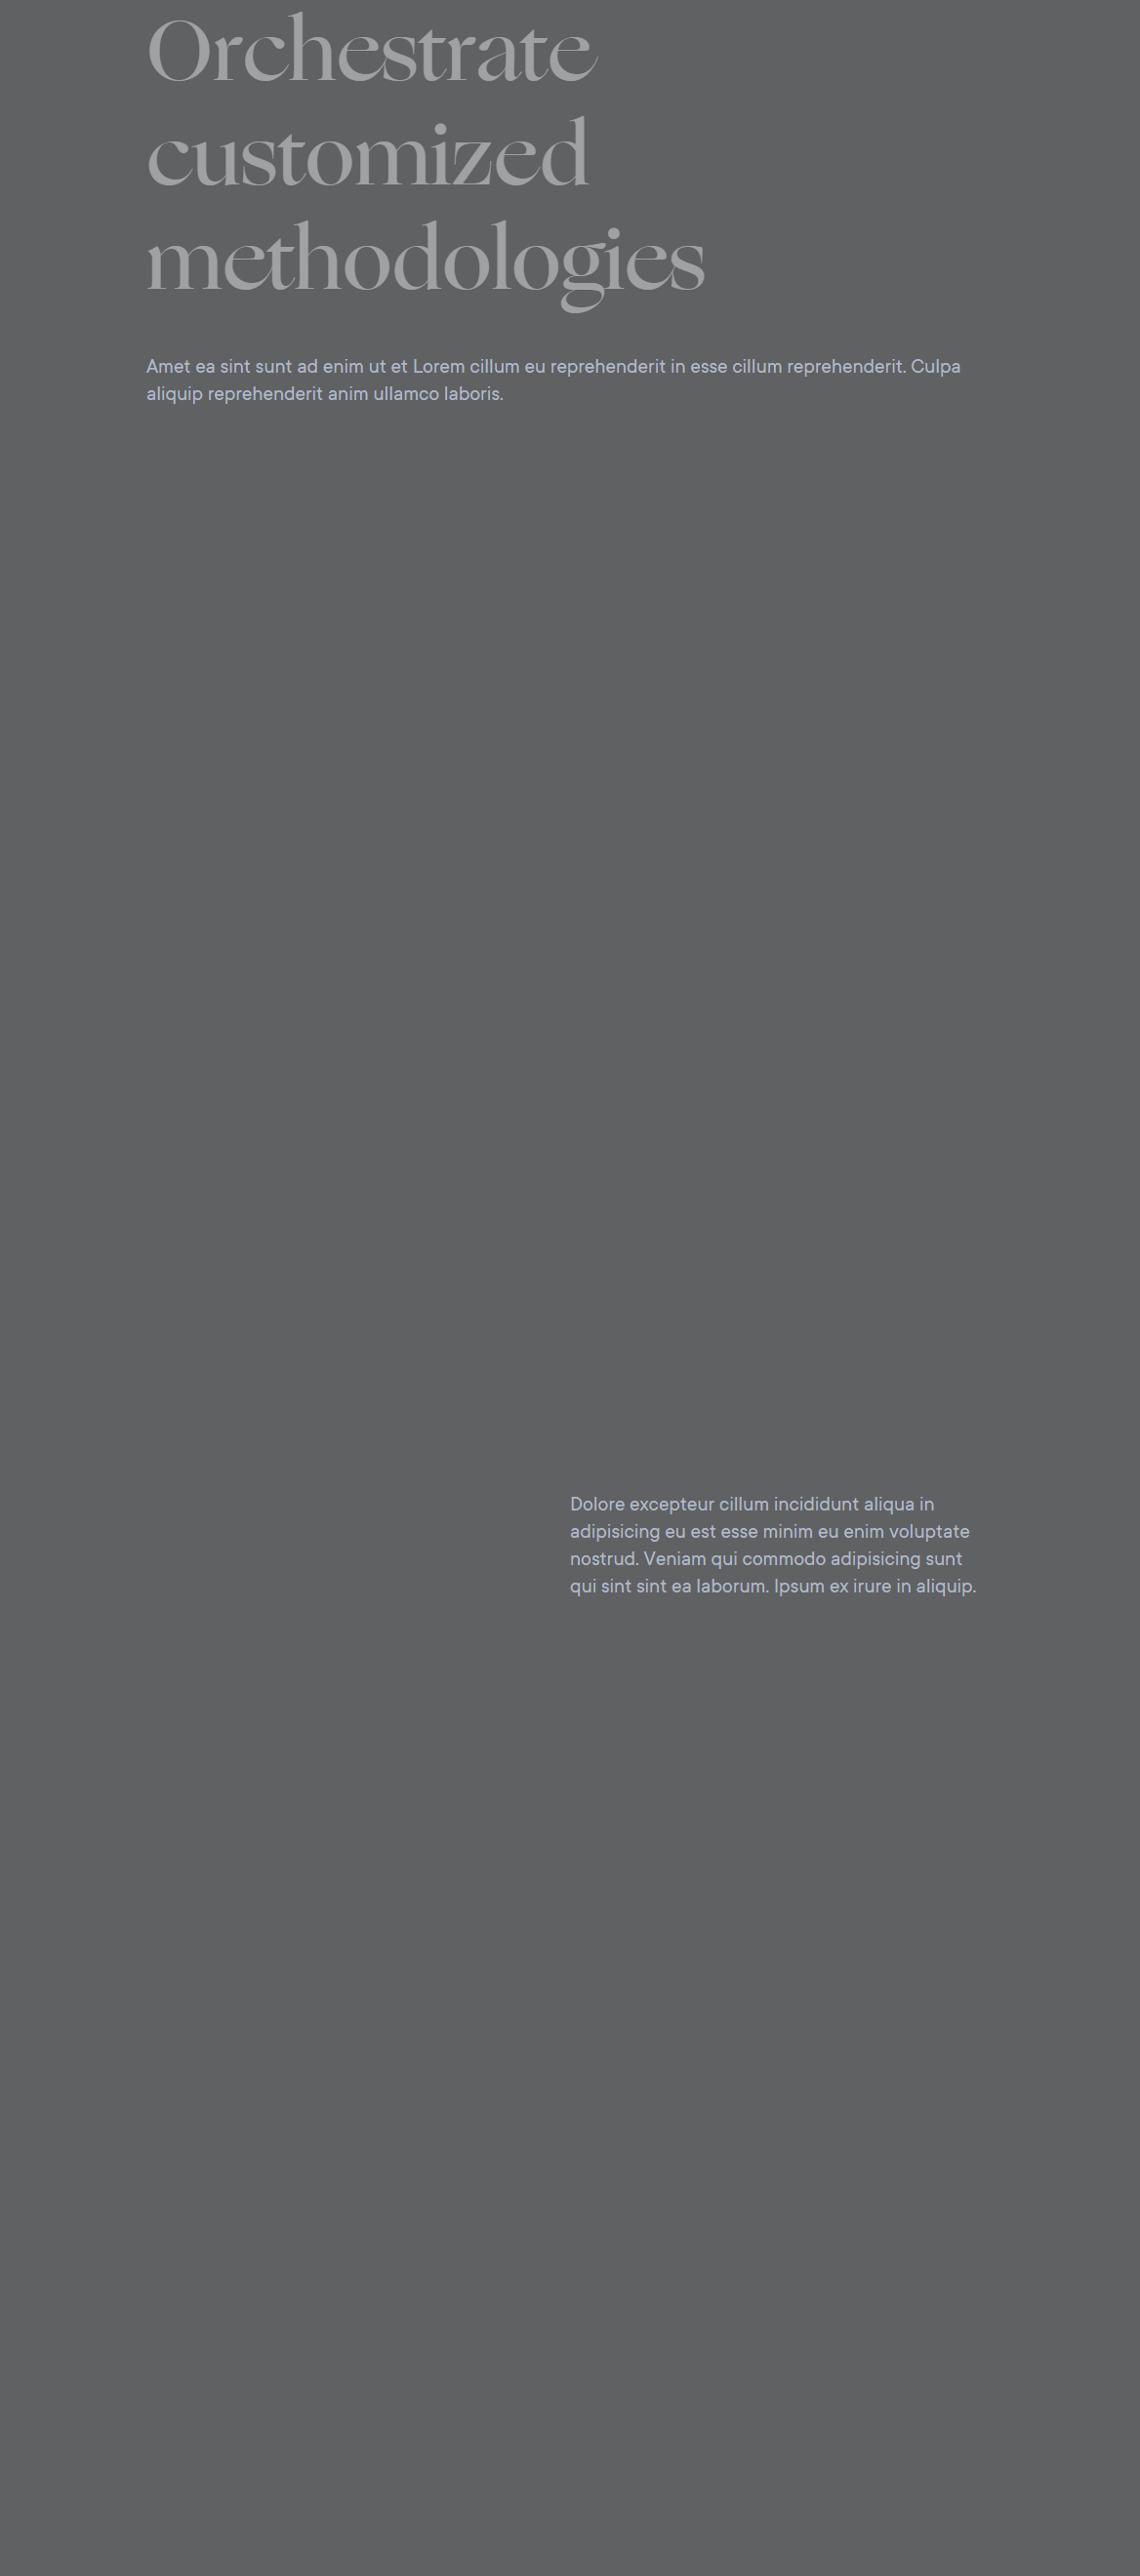 Orchestrate
customized
methodologies
Amet ea sint sunt ad enim ut et Lorem cillum eu reprehenderit in esse cillum reprehenderit. Culpa
aliquip reprehenderit anim ullamco laboris.
Dolore excepteur cillum incididunt aliqua in
adipisicing eu est esse minim eu enim voluptate
nostrud. Veniam qui commodo adipisicing sunt
qui sint sint ea laborum. Ipsum ex irure in aliquip.